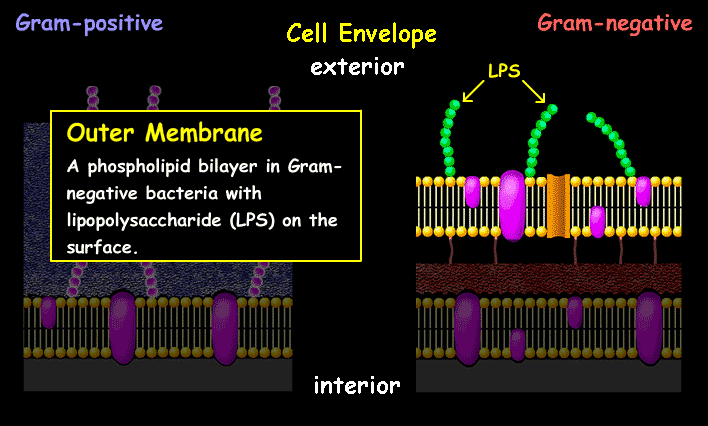 Gram-positive
Cell Envelope
Gram-negative
exterior
LPS
Outer Membrane
A phospholipid bilayer in Gram-
negative bacteria with
lipopolysaccharide (LPS) on the
surface.
interior